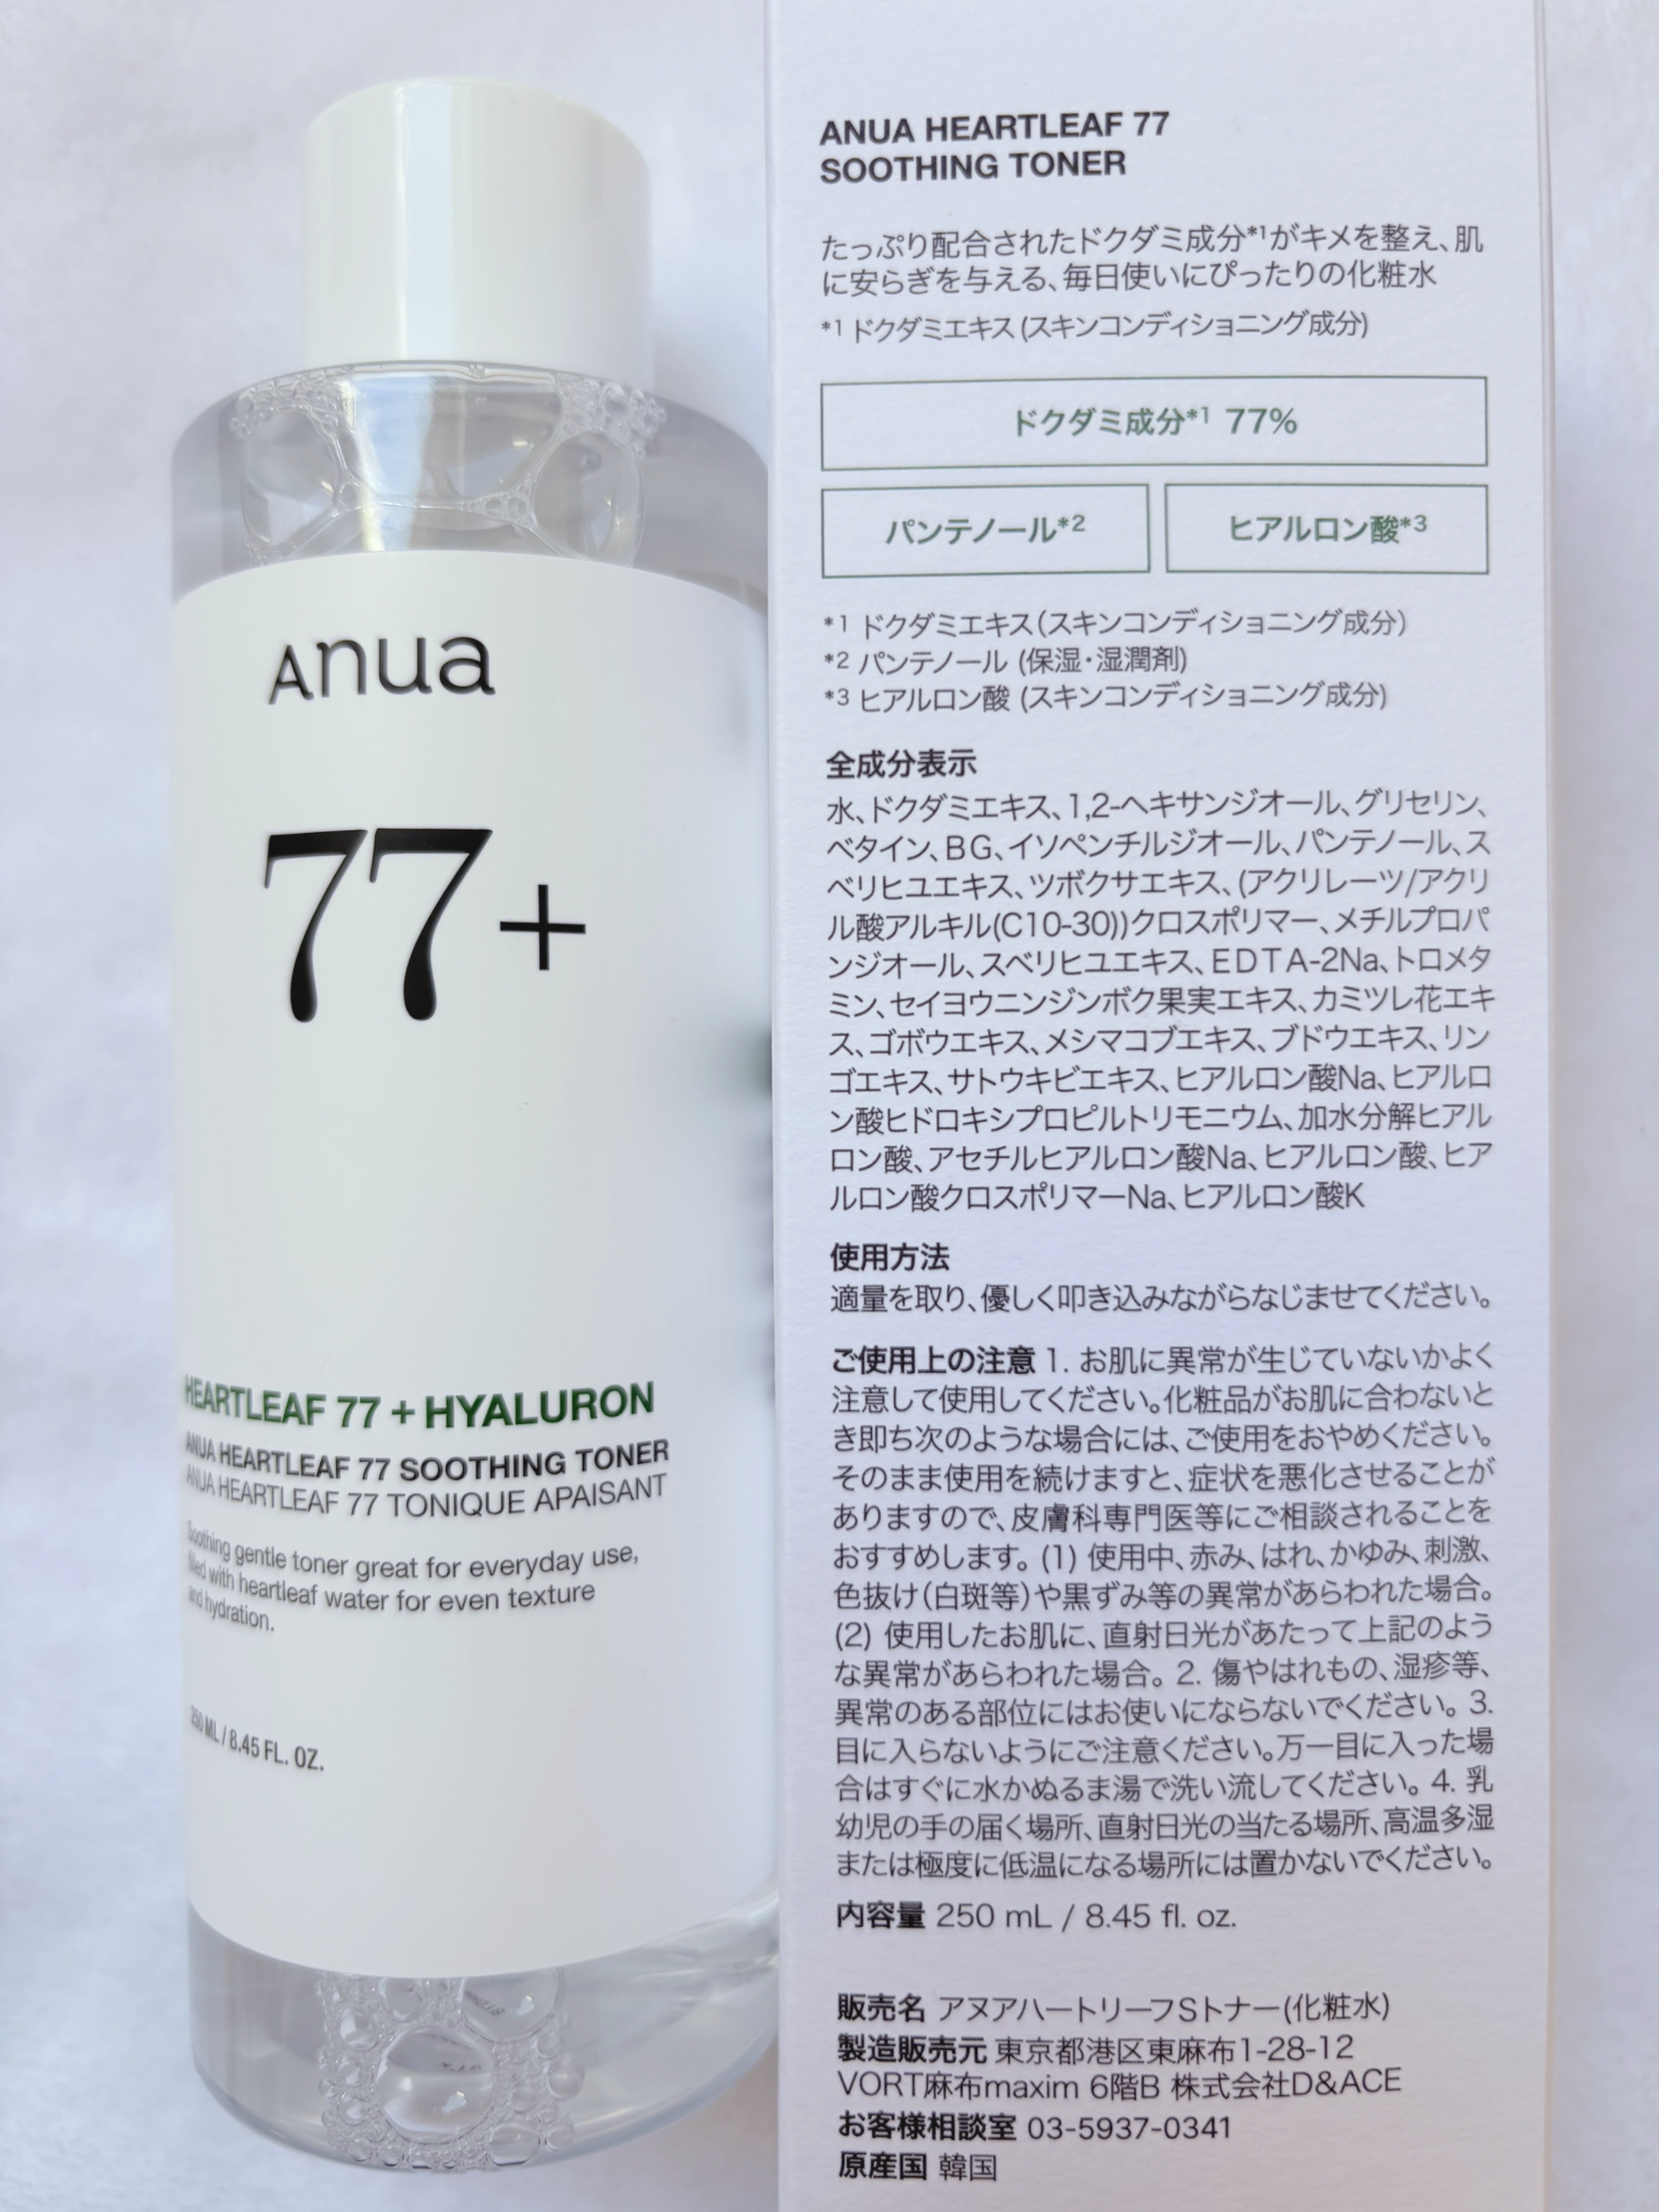 Anua
77+
HEARTLEAF 77 + HYALURON
ANUA HEARTLEAF 77 SOOTHING TONER
ANUA HEARTLEAF 77 TONIQUE APAISANT
Soothing gentle toner great for everyday use,
filled with heartleaf water for even texture
and hydration.
250 ML / 8.45 FL. OZ.
ANUA HEARTLEAF 77
SOOTHING TONER
たっぷり配合されたドクダミ成分*1がキメを整え、肌
に安らぎを与える、毎日使いにぴったりの化粧水
*1 ドクダミエキス(スキンコンディショニング成分)
ドクダミ成分*1 77%
パンテノール*2
ヒアルロン酸*3
*1 ドクダミエキス(スキンコンディショニング成分)
*2 パンテノール (保湿・湿潤剤)
*3 ヒアルロン酸 (スキンコンディショニング成分)
全成分表示
水、ドクダミエキス、1,2-ヘキサンジオール、グリセリン、
ベタイン、BG、イソペンチルジオール、パンテノール、ス
ベリヒユエキス、ツボクサエキス、(アクリレーツ/アクリ
ル酸アルキル(C10-30))クロスポリマー、メチルプロパ
ンジオール、スベリヒユエキス、EDTA-2Na、トロメタ
ミン、セイヨウニンジンボク果実エキス、カミツレ花エキ
ス、ゴボウエキス、メシマコブエキス、ブドウエキス、リン
ゴエキス、サトウキビエキス、ヒアルロン酸Na、ヒアルロ
ン酸ヒドロキシプロピルトリモニウム、加水分解ヒアル
ロン酸、アセチルヒアルロン酸Na、ヒアルロン酸、ヒア
ルロン酸クロスポリマーNa、ヒアルロン酸K
使用方法
適量を取り、優しく叩き込みながらなじませてください。
ご使用上の注意 1. お肌に異常が生じていないかよく
注意して使用してください。化粧品がお肌に合わないと
き即ち次のような場合には、ご使用をおやめください。
そのまま使用を続けますと、症状を悪化させることが
ありますので、皮膚科専門医等にご相談されることを
おすすめします。(1) 使用中、赤み、はれ、かゆみ、刺激、
色抜け(白斑等)や黒ずみ等の異常があらわれた場合。
(2) 使用したお肌に、直射日光があたって上記のよう
な異常があらわれた場合。2. 傷やはれもの、湿疹等、
異常のある部位にはお使いにならないでください。3.
目に入らないようにご注意ください。万一目に入った場
合はすぐに水かぬるま湯で洗い流してください。4. 乳
幼児の手の届く場所、直射日光の当たる場所、高温多湿
または極度に低温になる場所には置かないでください。
内容量 250 mL / 8.45 fl. oz.
販売名 アヌアハートリーフSトナー(化粧水)
製造販売元 東京都港区東麻布1-28-12
VORT麻布maxim 6階B 株式会社D&ACE
お客様相談室 03-5937-0341
原産国 韓国